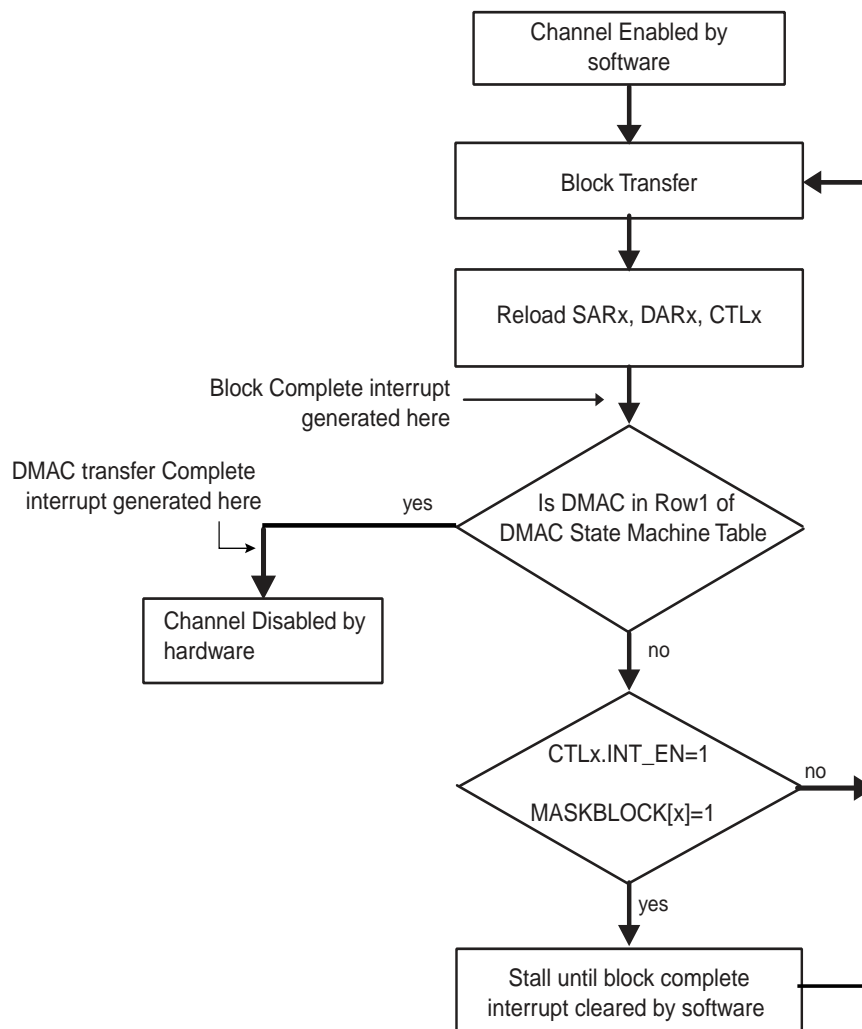 Channel Enabled by
software
Block Transfer
Reload SARx, DARx, CTLx
Block Complete interrupt
generated here
DMAC transfer Complete
interrupt generated here
yes
Is DMAC in Row1 of
DMAC State Machine Table
Channel Disabled by
hardware
no
CTLx.INT_EN=1
no
MASKBLOCK[x]=1
yes
Stall until block complete
interrupt cleared by software